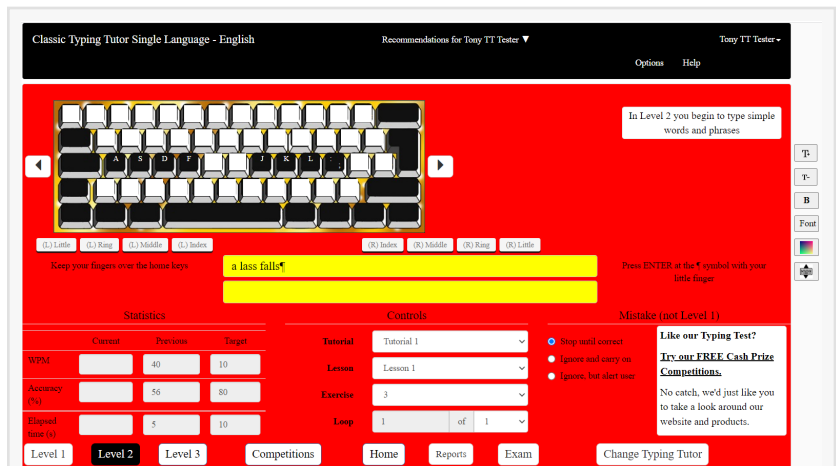 Classic Typing Tutor Single Language - English
Recommendations for Tony TT Tester ▼
Tony TT Tester
Options
Help
In Level 2 you begin to type simple
words and phrases
A S D F J K L ;
T
T-
B
Font
(L) Little
(L) Ring
(L) Middle
(L) Index
(R) Index
(R) Middle
(R) Ring
(R) Little
Keep your fingers over the home keys
a lass falls¶
Press ENTER at the ¶ symbol with your
little finger
Statistics
Current Previous Target
WPM 40 10
Accuracy
(%) 56 80
Elapsed
time (s) 5 10
Controls
Tutorial Tutorial 1
Lesson Lesson 1
Exercise 3
Loop 1 of 1
Mistake (not Level 1)
Stop until correct
Ignore and carry on
Ignore, but alert user
Like our Typing Test?
Try our FREE Cash Prize
Competitions.
No catch, we'd just like you
to take a look around our
website and products.
Level 1
Level 2
Level 3
Competitions
Home
Reports
Exam
Change Typing Tutor